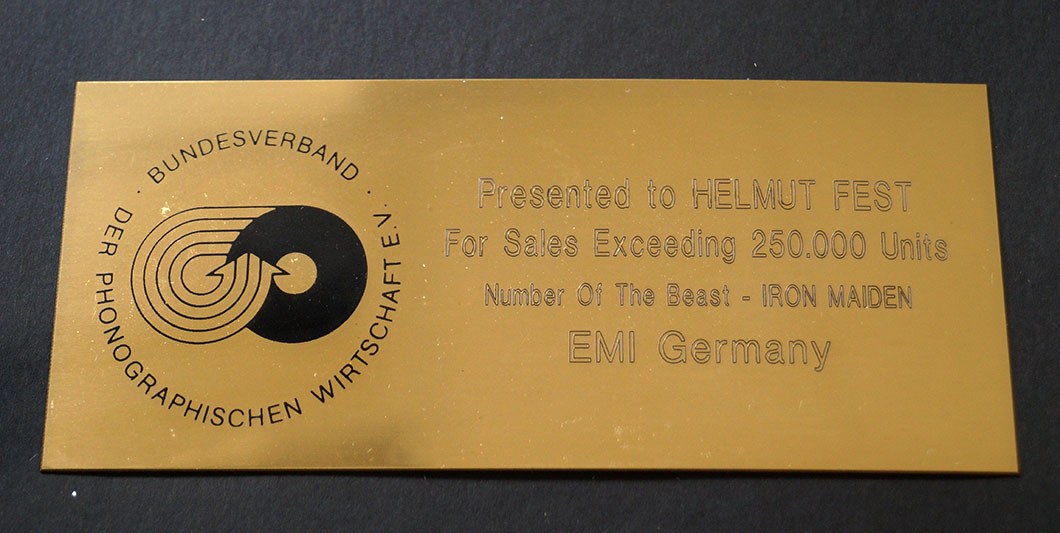 · BUNDESVERBAND ·
DER PHONOGRAPHISCHEN WIRTSCHAFT E.V.
Presented to HELMUT FEST
For Sales Exceeding 250.000 Units
Number Of The Beast - IRON MAIDEN
EMI Germany